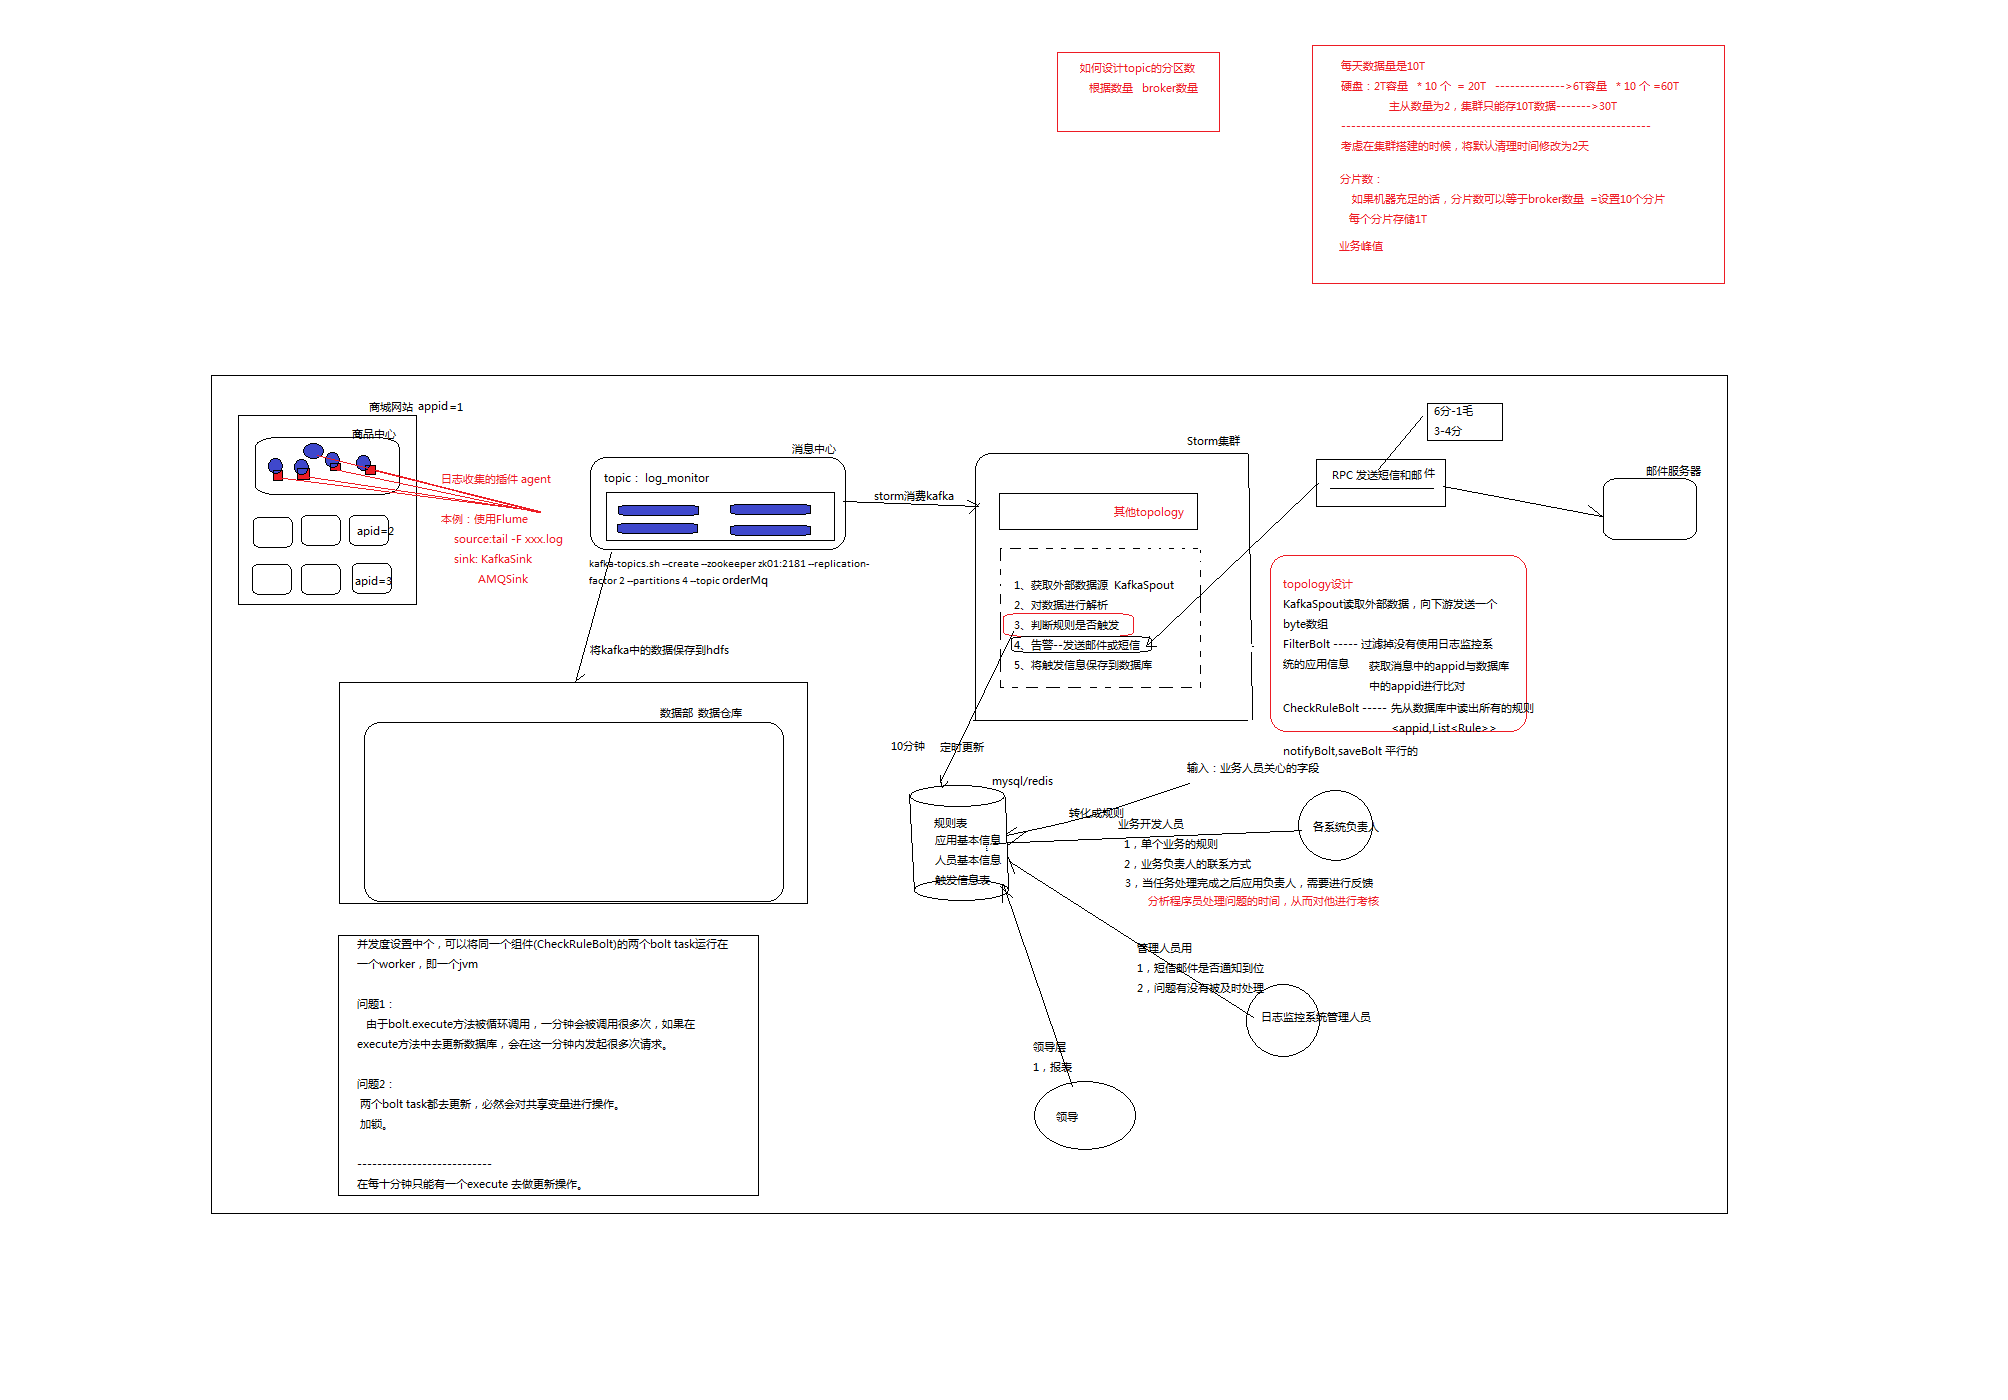 如何设计topic的分区数
根据数量 broker数量
每天数据量是10T
硬盘：2T容量 * 10 个 = 20T -------------->6T容量 * 10 个 =60T
主从数量为2，集群只能存10T数据------->30T
--------------------------------------------------------------
考虑在集群搭建的时候，将默认清理时间修改为2天
分片数：
如果机器充足的话，分片数可以等于broker数量 =设置10个分片
每个分片存储1T
业务峰值
商城网站 appid=1
商品中心
apid=2
apid=3
日志收集的插件 agent
本例：使用Flume
source:tail -F xxx.log
sink: KafkaSink
AMQSink
消息中心
topic： log_monitor
kafka-topics.sh --create --zookeeper zk01:2181 --replication-
factor 2 --partitions 4 --topic orderMq
storm消费kafka
将kafka中的数据保存到hdfs
数据部 数据仓库
Storm集群
其他topology
1、获取外部数据源 KafkaSpout
2、对数据进行解析
3、判断规则是否触发
4、告警--发送邮件或短信
5、将触发信息保存到数据库
6分-1毛
3-4分
RPC 发送短信和邮件
邮件服务器
topology设计
KafkaSpout读取外部数据，向下游发送一个
byte数组
FilterBolt ----- 过滤掉没有使用日志监控系
统的应用信息 获取消息中的appid与数据库
中的appid进行比对
CheckRuleBolt ----- 先从数据库中读出所有的规则
<appid,List<Rule>>
notifyBolt,saveBolt 平行的
10分钟 定时更新
mysql/redis
规则表
应用基本信息
人员基本信息
触发信息表
输入：业务人员关心的字段
转化成规则
业务开发人员
1，单个业务的规则
2，业务负责人的联系方式
3，当任务处理完成之后应用负责人，需要进行反馈
分析程序员处理问题的时间，从而对他进行考核
各系统负责人
管理人员用
1，短信邮件是否通知到位
2，问题有没有被及时处理
日志监控系统管理人员
领导层
1，报表
领导
并发度设置中个，可以将同一个组件(CheckRuleBolt)的两个bolt task运行在
一个worker，即一个jvm
问题1：
由于bolt.execute方法被循环调用，一分钟会被调用很多次，如果在
execute方法中去更新数据库，会在这一分钟内发起很多次请求。
问题2：
两个bolt task都去更新，必然会对共享变量进行操作。
加锁。
---------------------------
在每十分钟只能有一个execute 去做更新操作。